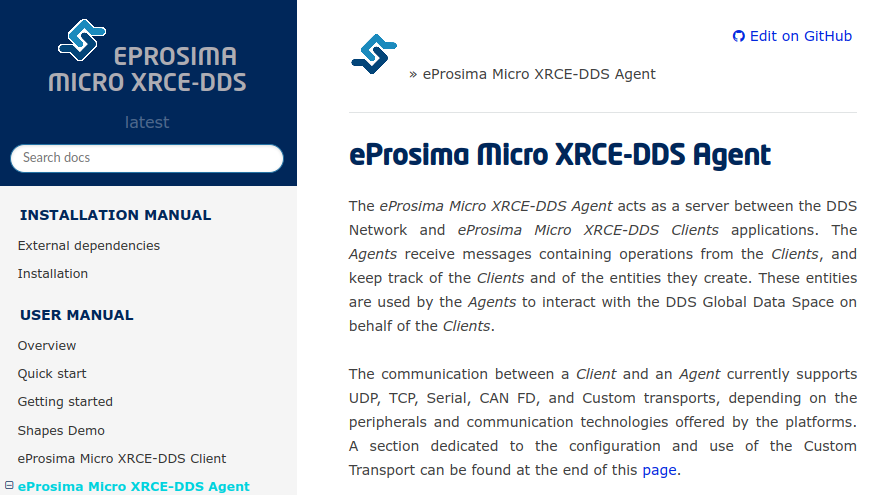 EPROSIMA
MICRO XRCE-DDS
latest
Search docs
INSTALLATION MANUAL
External dependencies
Installation
USER MANUAL
Overview
Quick start
Getting started
Shapes Demo
eProsima Micro XRCE-DDS Client
eProsima Micro XRCE-DDS Agent
Edit on GitHub
» eProsima Micro XRCE-DDS Agent
eProsima Micro XRCE-DDS Agent
The eProsima Micro XRCE-DDS Agent acts as a server between the DDS
Network and eProsima Micro XRCE-DDS Clients applications. The
Agents receive messages containing operations from the Clients, and
keep track of the Clients and of the entities they create. These entities
are used by the Agents to interact with the DDS Global Data Space on
behalf of the Clients.
The communication between a Client and an Agent currently supports
UDP, TCP, Serial, CAN FD, and Custom transports, depending on the
peripherals and communication technologies offered by the platforms.
A section dedicated to the configuration and use of the Custom
Transport can be found at the end of this page.